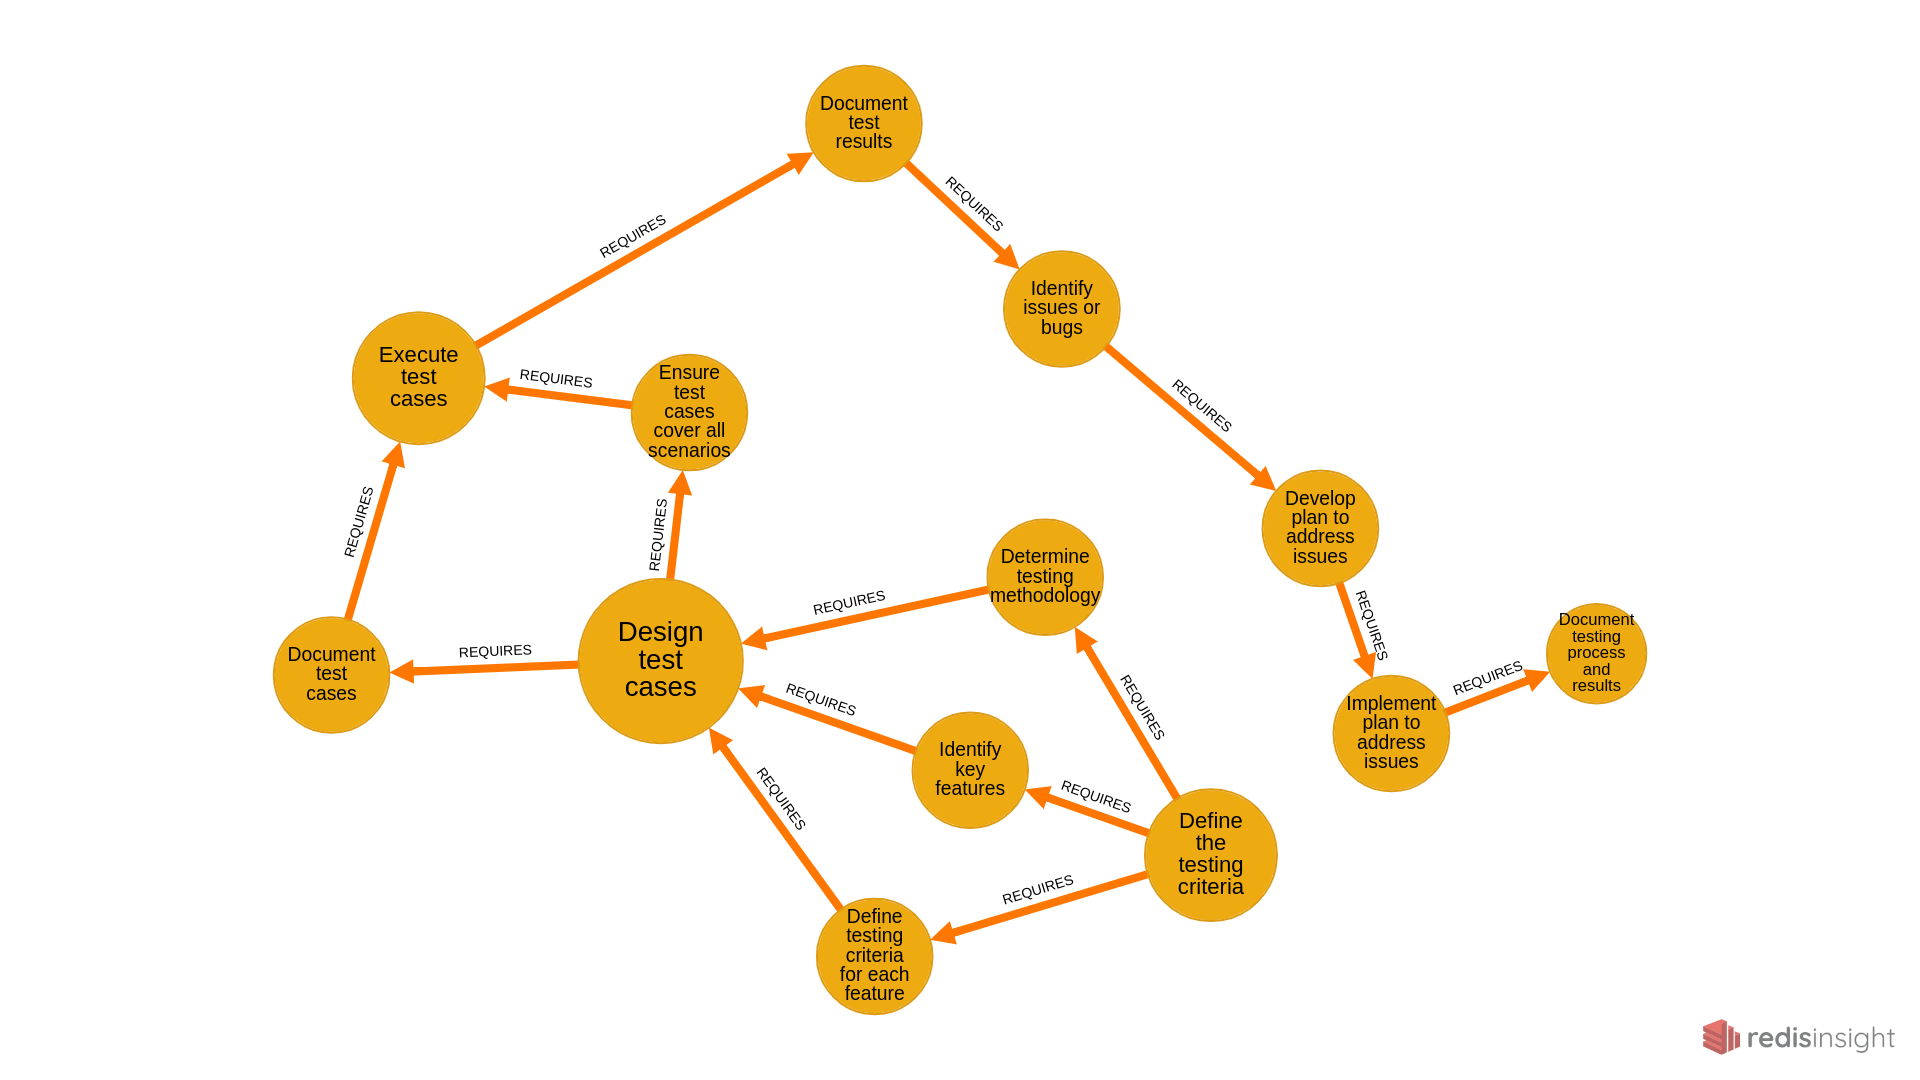 Document
test
results
REQUIRES
REQUIRES
Identify
issues or
bugs
Execute
test
cases
REQUIRES
Ensure
test
cases
cover all
scenarios
REQUIRES
REQUIRES
REQUIRES
Develop
plan to
address
issues
Determine
testing
methodology
REQUIRES
REQUIRES
Document
testing
process
and
results
Design
test
cases
REQUIRES
Document
test
cases
REQUIRES
REQUIRES
REQUIRES
Implement
plan to
address
issues
Identify
key
features
REQUIRES
REQUIRES
Define
the
testing
criteria
REQUIRES
Define
testing
criteria
for each
feature
redisinsight